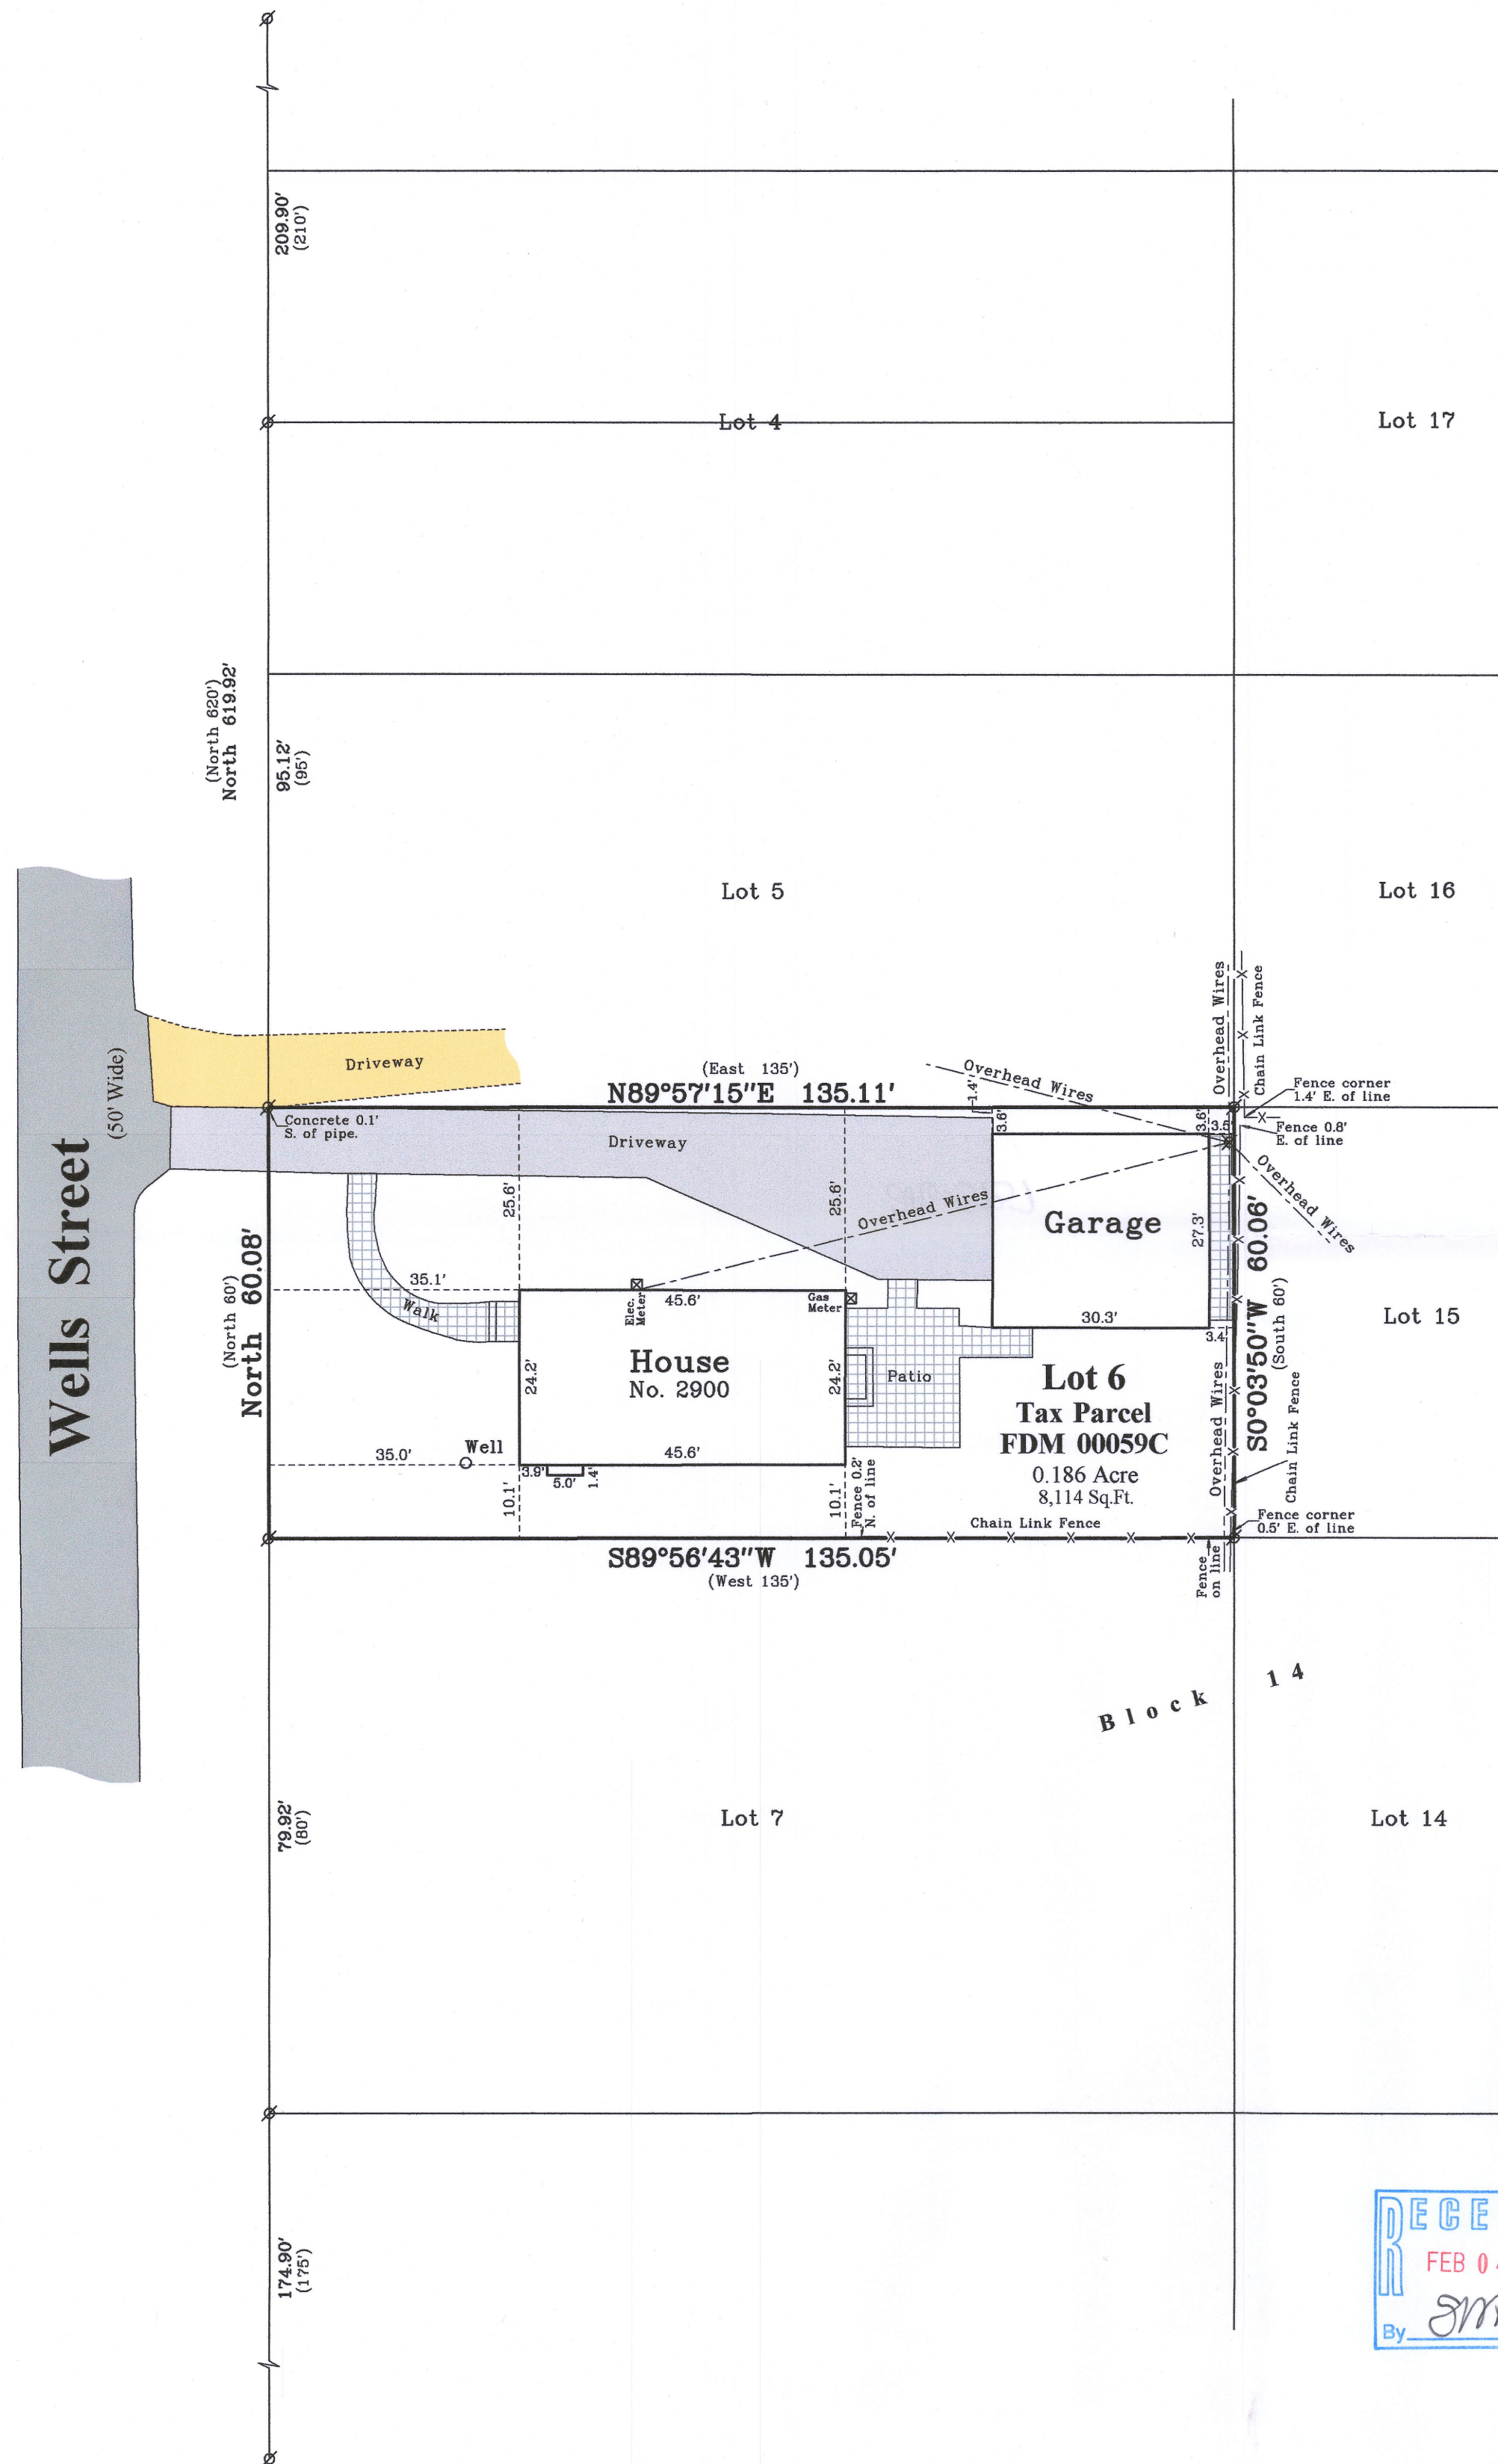 209.90'
(210')
Lot 4
Lot 17
(North 620')
North 619.92'
95.12'
(95')
Lot 5
Lot 16
Wells Street
(50' Wide)
Driveway
(East 135')
N89°57'15"E 135.11'
Overhead Wires
Overhead Wires
Chain Link Fence
Fence corner
1.4' E. of line
Fence 0.8'
E. of line
Concrete 0.1'
S. of pipe.
Driveway
1.4'
3.6'
3.6'
3.5'
25.6'
25.6'
Overhead Wires
Overhead Wires
Garage
27.3'
30.3'
3.4'
(North 60')
North 60.08'
35.1'
Walk
Elec.
Meter
45.6'
Gas
Meter
House
No. 2900
24.2'
24.2'
Patio
Lot 6
Tax Parcel
FDM 00059C
0.186 Acre
8,114 Sq.Ft.
S0°03'50"W 60.06'
(South 60')
Lot 15
Overhead Wires
Chain Link Fence
35.0'
Well
45.6'
3.9'
5.0'
1.4'
10.1'
10.1'
Fence 0.2'
N. of line
Chain Link Fence
Fence corner
0.5' E. of line
S89°56'43"W 135.05'
(West 135')
Fence
on line
Block 14
79.92'
(80')
Lot 7
Lot 14
174.90'
(175')
RECE
FEB 0
By